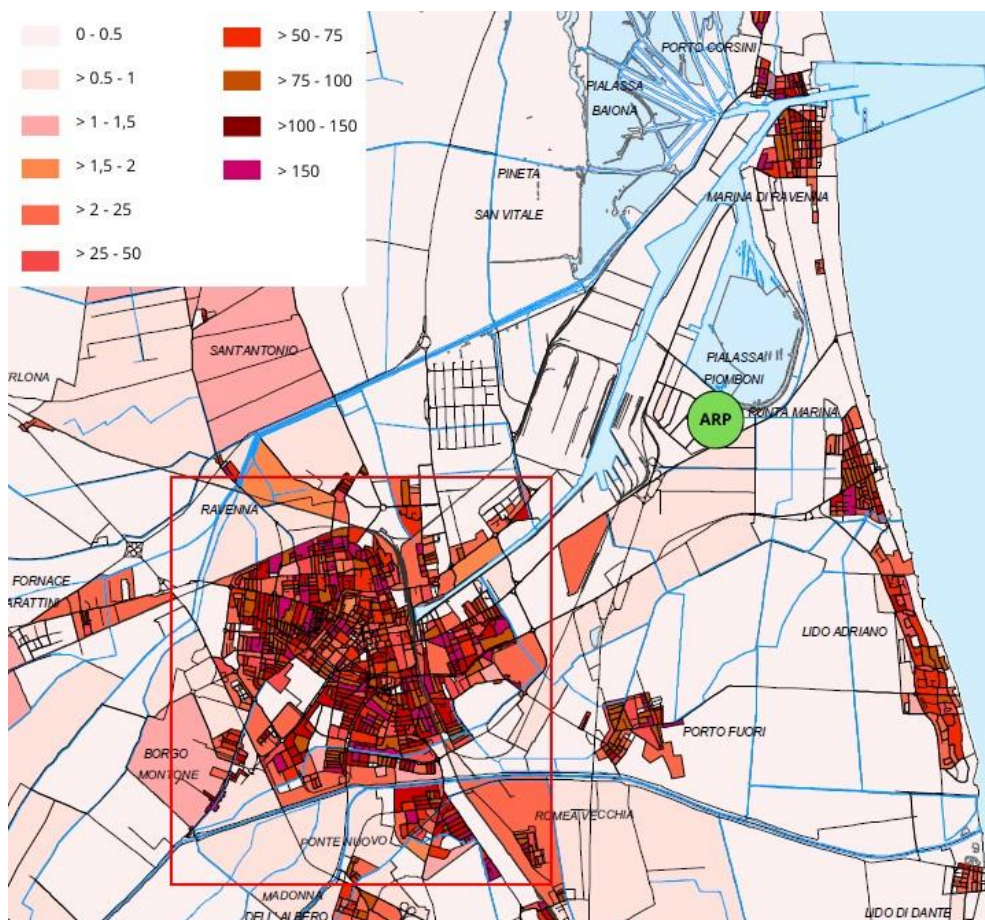 0 - 0.5
> 0.5 - 1
> 1 - 1,5
> 1,5 - 2
> 2 - 25
> 25 - 50
> 50 - 75
> 75 - 100
>100 - 150
> 150
PORTO CORSINI
PIALASSA
BAIONA
PINETA
SAN VITALE
MARINA DI RAVENNA
SANT'ANTONIO
ERLONA
PIALASSA
PIOMBONI
ARP
PUNTA MARINA
RAVENNA
FORNACE
ARATTINI
LIDO ADRIANO
PORTO FUORI
BORGO
MONTONE
ROMEA VECCHIA
PONTE NUOVO
MADONNA
DELL'ALBERO
LIDO DI DANTE